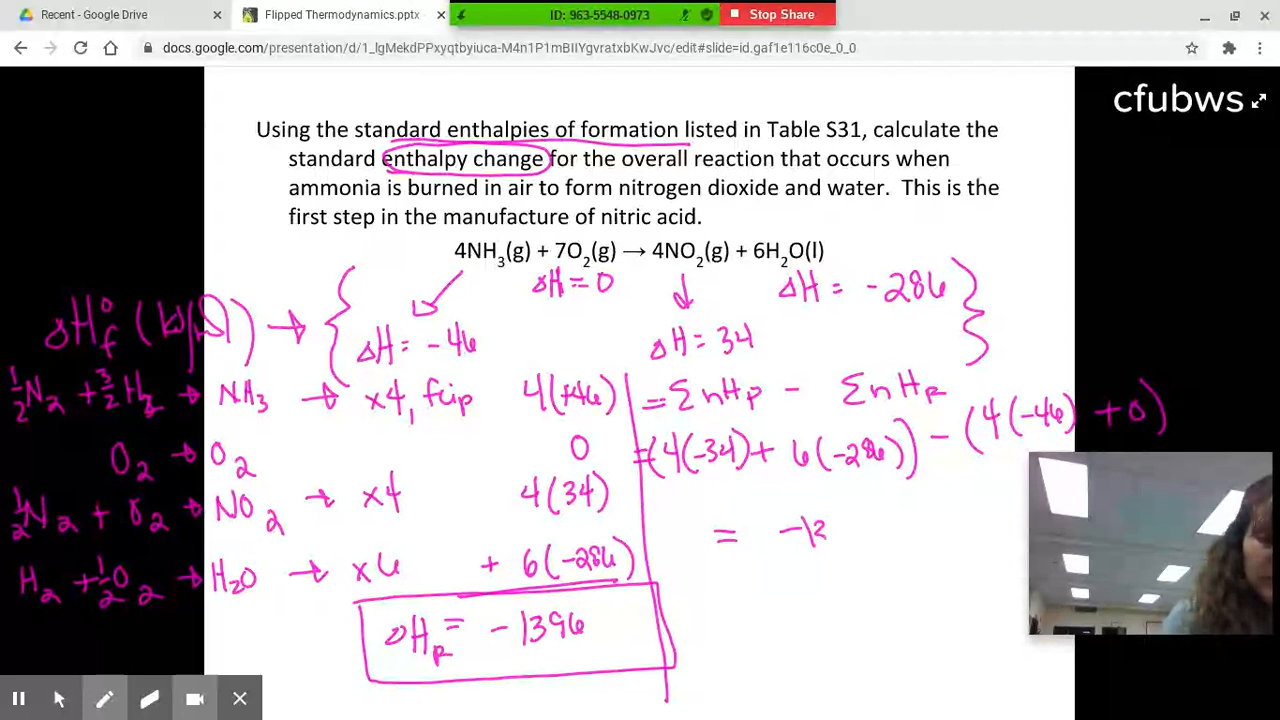 Recent - Google Drive
Flipped Thermodynamics.pptx
ID: 963-5548-0973
Stop Share
docs.google.com/presentation/d/1_lgMekdPPxyqtbyiuca-M4n1P1mBIIYgvratxbKwJvc/edit#slide=id.gaf1e116c0e_0_0
cfubws
Using the standard enthalpies of formation listed in Table S31, calculate the
standard enthalpy change for the overall reaction that occurs when
ammonia is burned in air to form nitrogen dioxide and water. This is the
first step in the manufacture of nitric acid.
4NH₃(g) + 7O₂(g) → 4NO₂(g) + 6H₂O(l)
ΔH = 0 ΔH = -286
ΔH°f (kJ/mol) → ΔH = -46 ΔH = 34
½N₂ + 3/2 H₂ → NH₃ → x4, flip 4(+46) = ΣnHp - ΣnHR
O₂ → O₂ 0 = (4(-34) + 6(-286)) - (4(-46) + 0)
½N₂ + O₂ → NO₂ → x4 4(34)
= -13
H₂ + ½O₂ → H₂O → x6 + 6(-286)
ΔHR = -1396